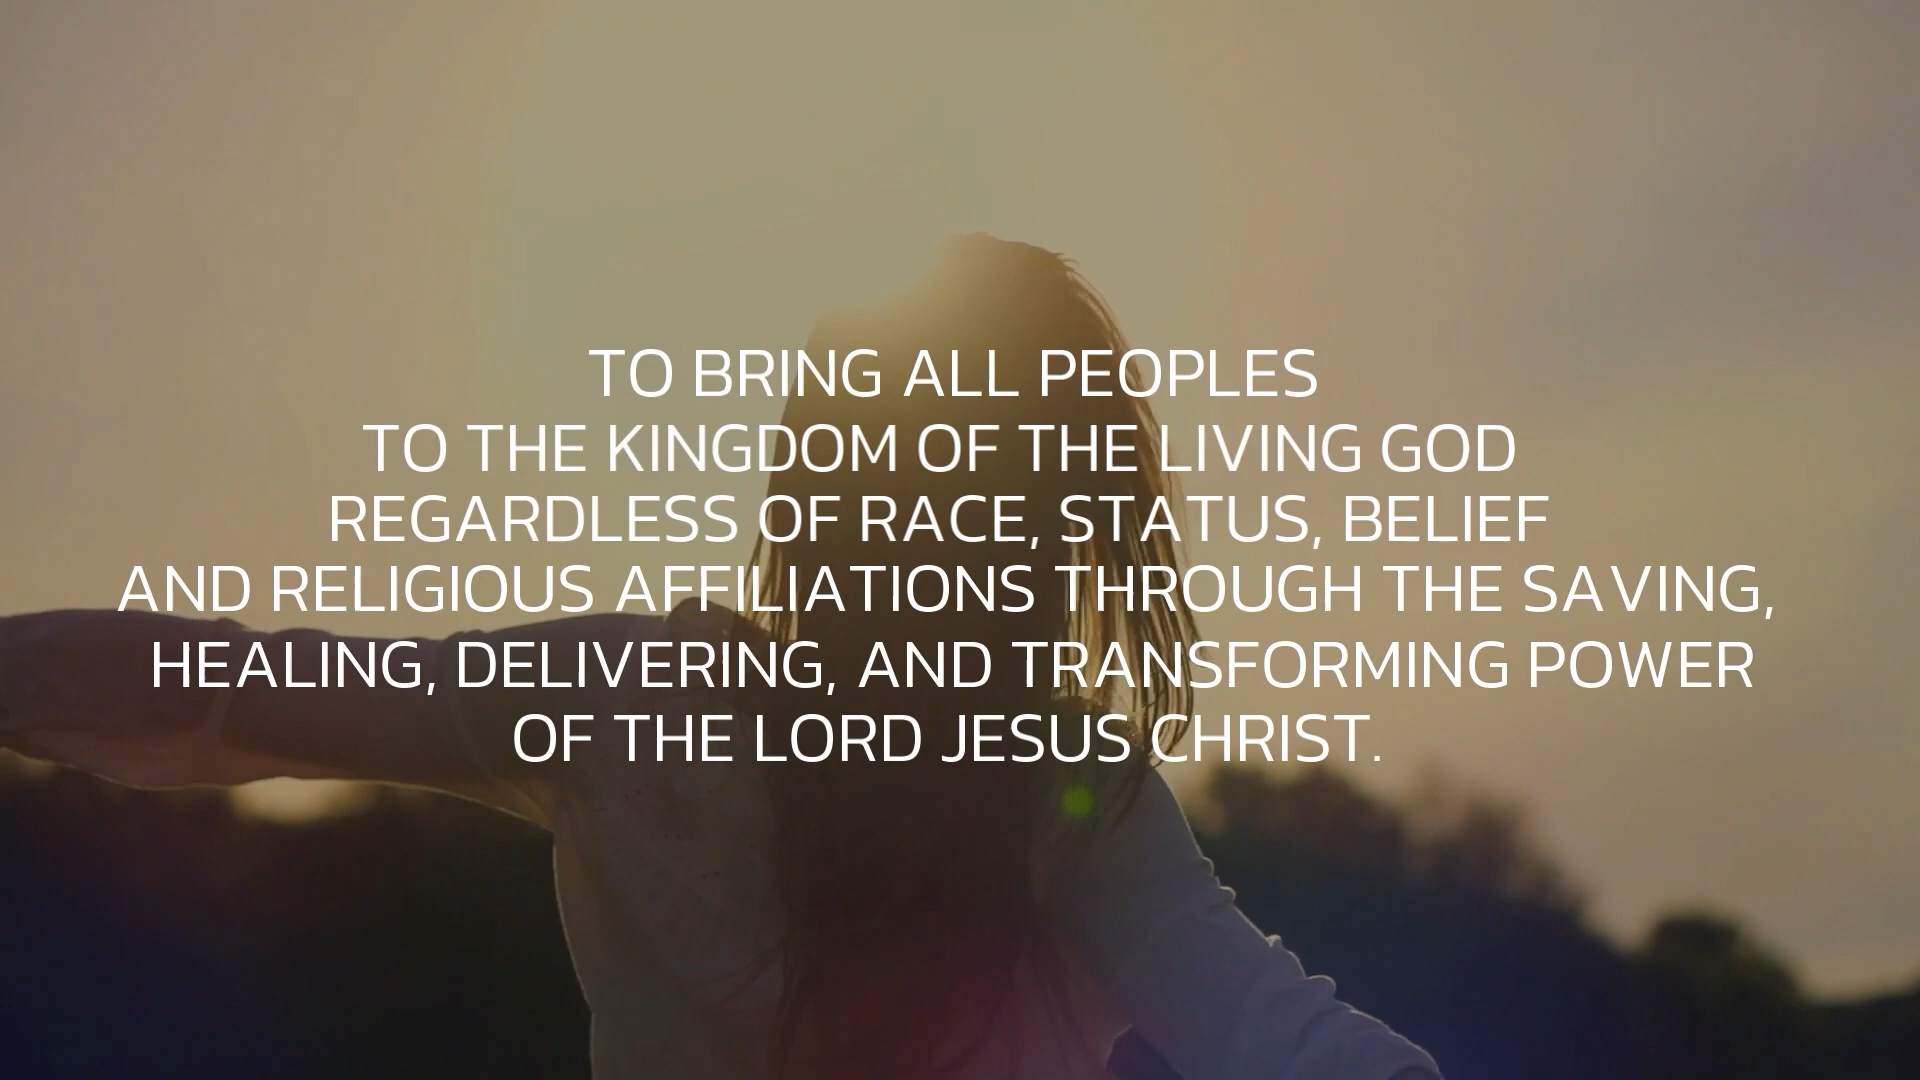 TO BRING ALL PEOPLES
TO THE KINGDOM OF THE LIVING GOD
REGARDLESS OF RACE, STATUS, BELIEF
AND RELIGIOUS AFFILIATIONS THROUGH THE SAVING,
HEALING, DELIVERING, AND TRANSFORMING POWER
OF THE LORD JESUS CHRIST.